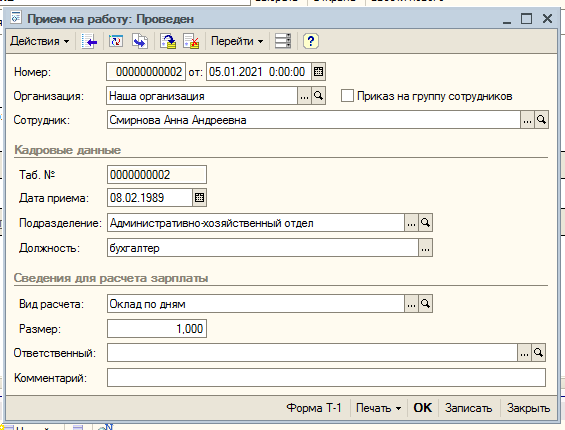 Прием на работу: Проведен
Действия Перейти ?
Номер: 00000000002 от: 05.01.2021 0:00:00
Организация: Наша организация ... Приказ на группу сотрудников
Сотрудник: Смирнова Анна Андреевна ...
Кадровые данные
Таб. № 0000000002
Дата приема: 08.02.1989
Подразделение: Административно-хозяйственный отдел ...
Должность: бухгалтер ...
Сведения для расчета зарплаты
Вид расчета: Оклад по дням ...
Размер: 1,000
Ответственный: ...
Комментарий:
Форма Т-1 Печать OK Записать Закрыть